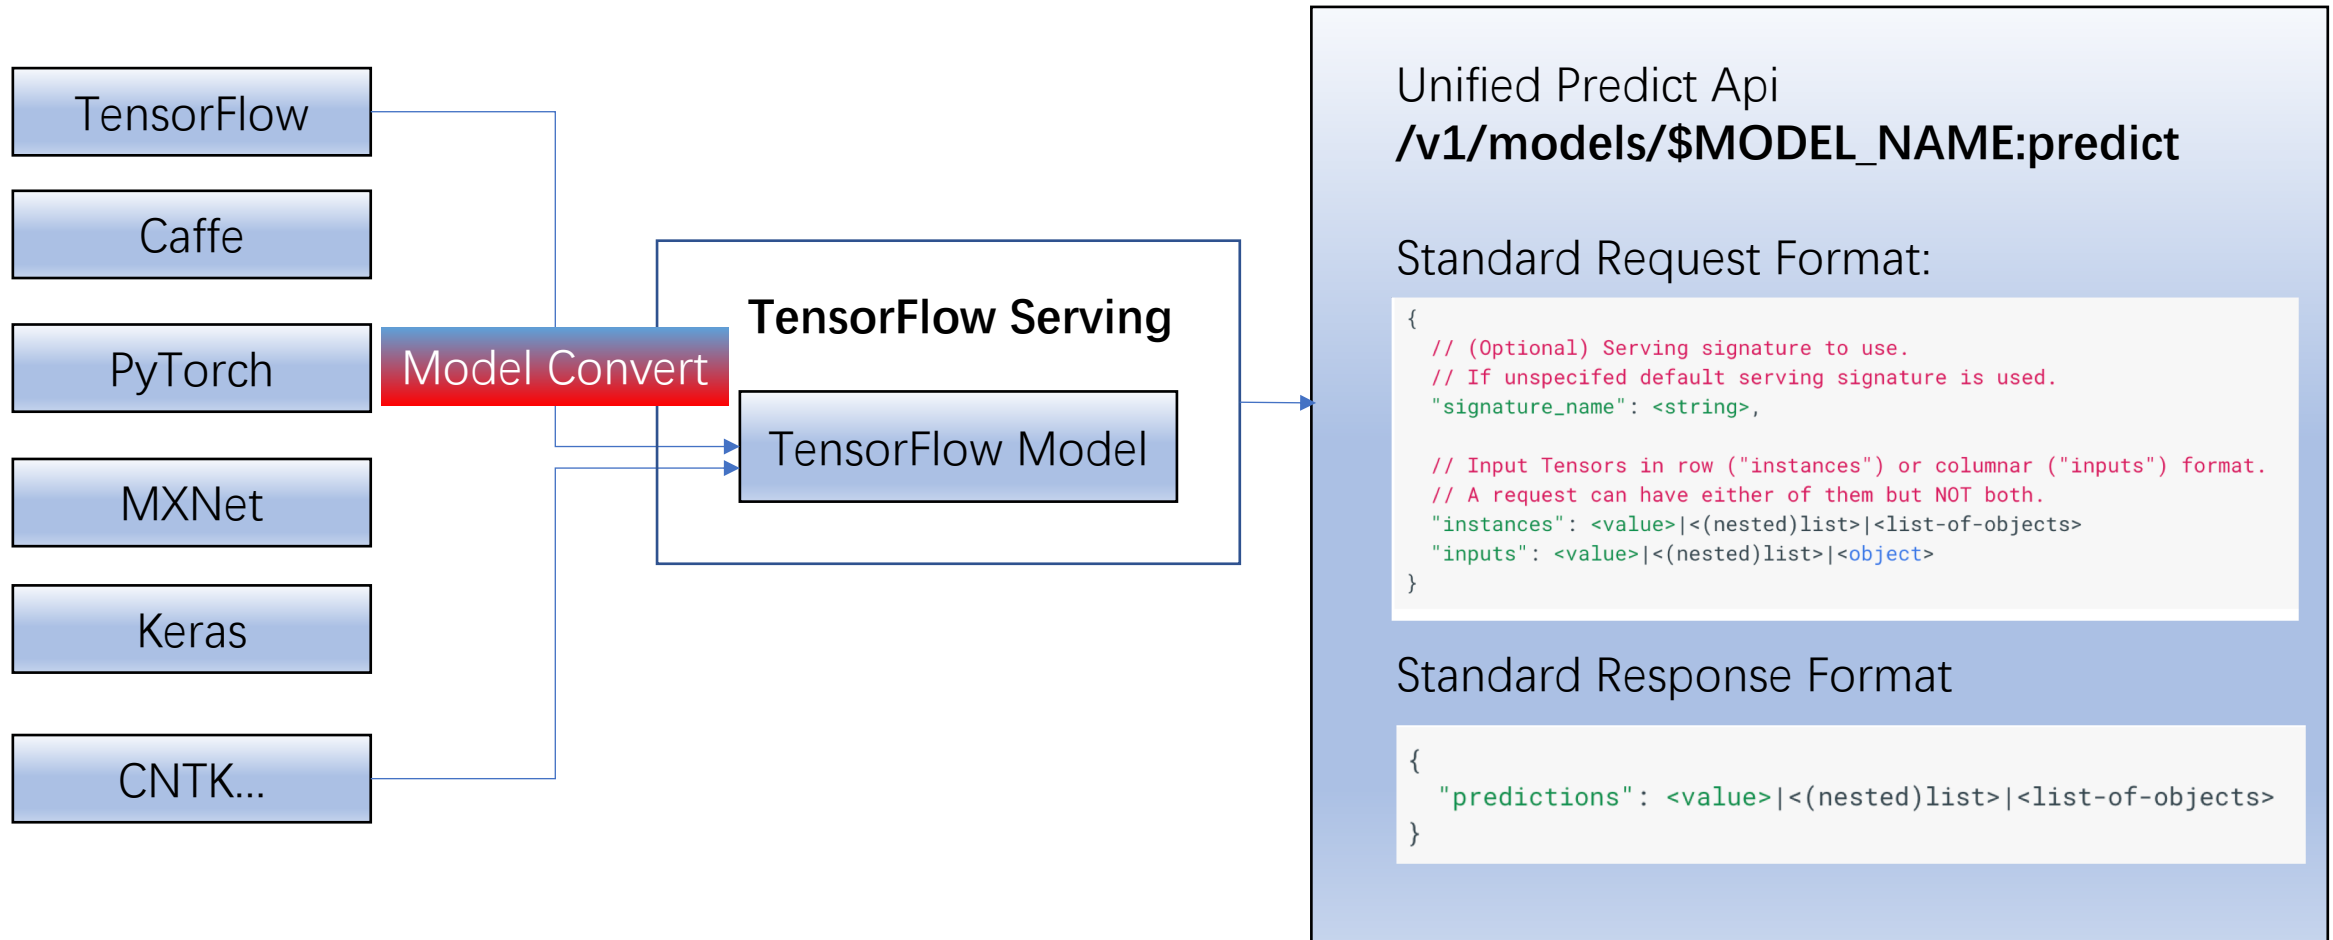 TensorFlow
Caffe
PyTorch
MXNet
Keras
CNTK...
Model Convert
TensorFlow Serving
TensorFlow Model
Unified Predict Api
/v1/models/$MODEL_NAME:predict
Standard Request Format:
{
// (Optional) Serving signature to use.
// If unspecifed default serving signature is used.
"signature_name": <string>,
// Input Tensors in row ("instances") or columnar ("inputs") format.
// A request can have either of them but NOT both.
"instances": <value>|<(nested)list>|<list-of-objects>
"inputs": <value>|<(nested)list>|<object>
}
Standard Response Format
{
"predictions": <value>|<(nested)list>|<list-of-objects>
}